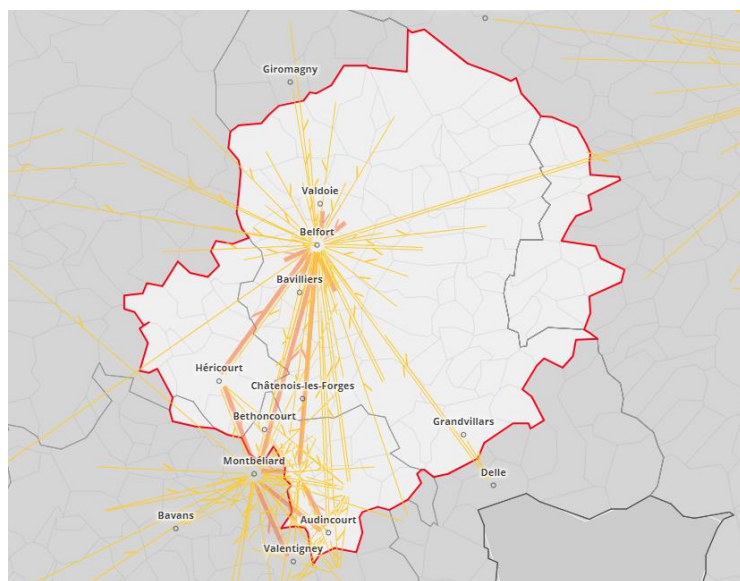 Giromagny
Valdoie
Belfort
Bavilliers
Héricourt
Châtenois-les-Forges
Bethoncourt
Grandvillars
Montbéliard
Delle
Bavans
Audincourt
Valentigney